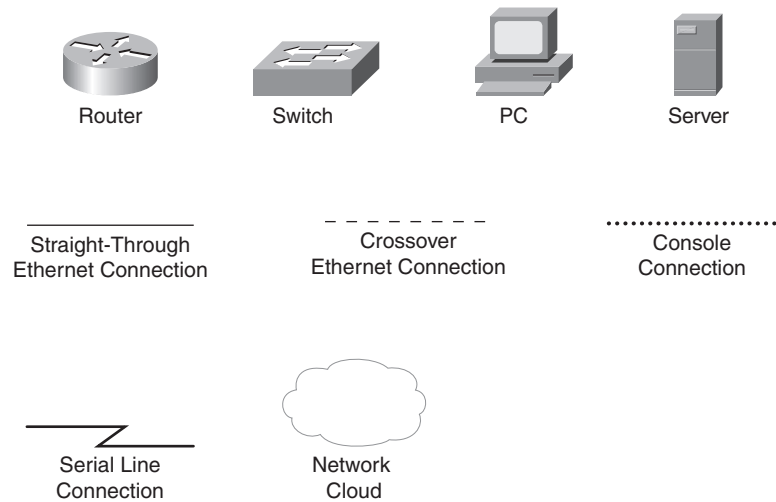 Router
Switch
PC
Server
Straight-Through
Ethernet Connection
Crossover
Ethernet Connection
Console
Connection
Serial Line
Connection
Network
Cloud